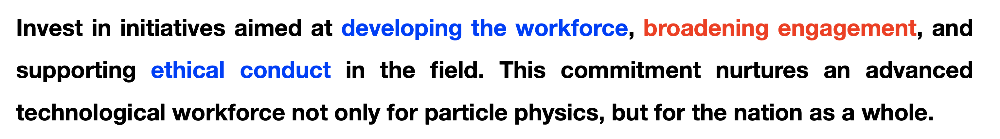 Invest in initiatives aimed at developing the workforce, broadening engagement, and
supporting ethical conduct in the field. This commitment nurtures an advanced
technological workforce not only for particle physics, but for the nation as a whole.